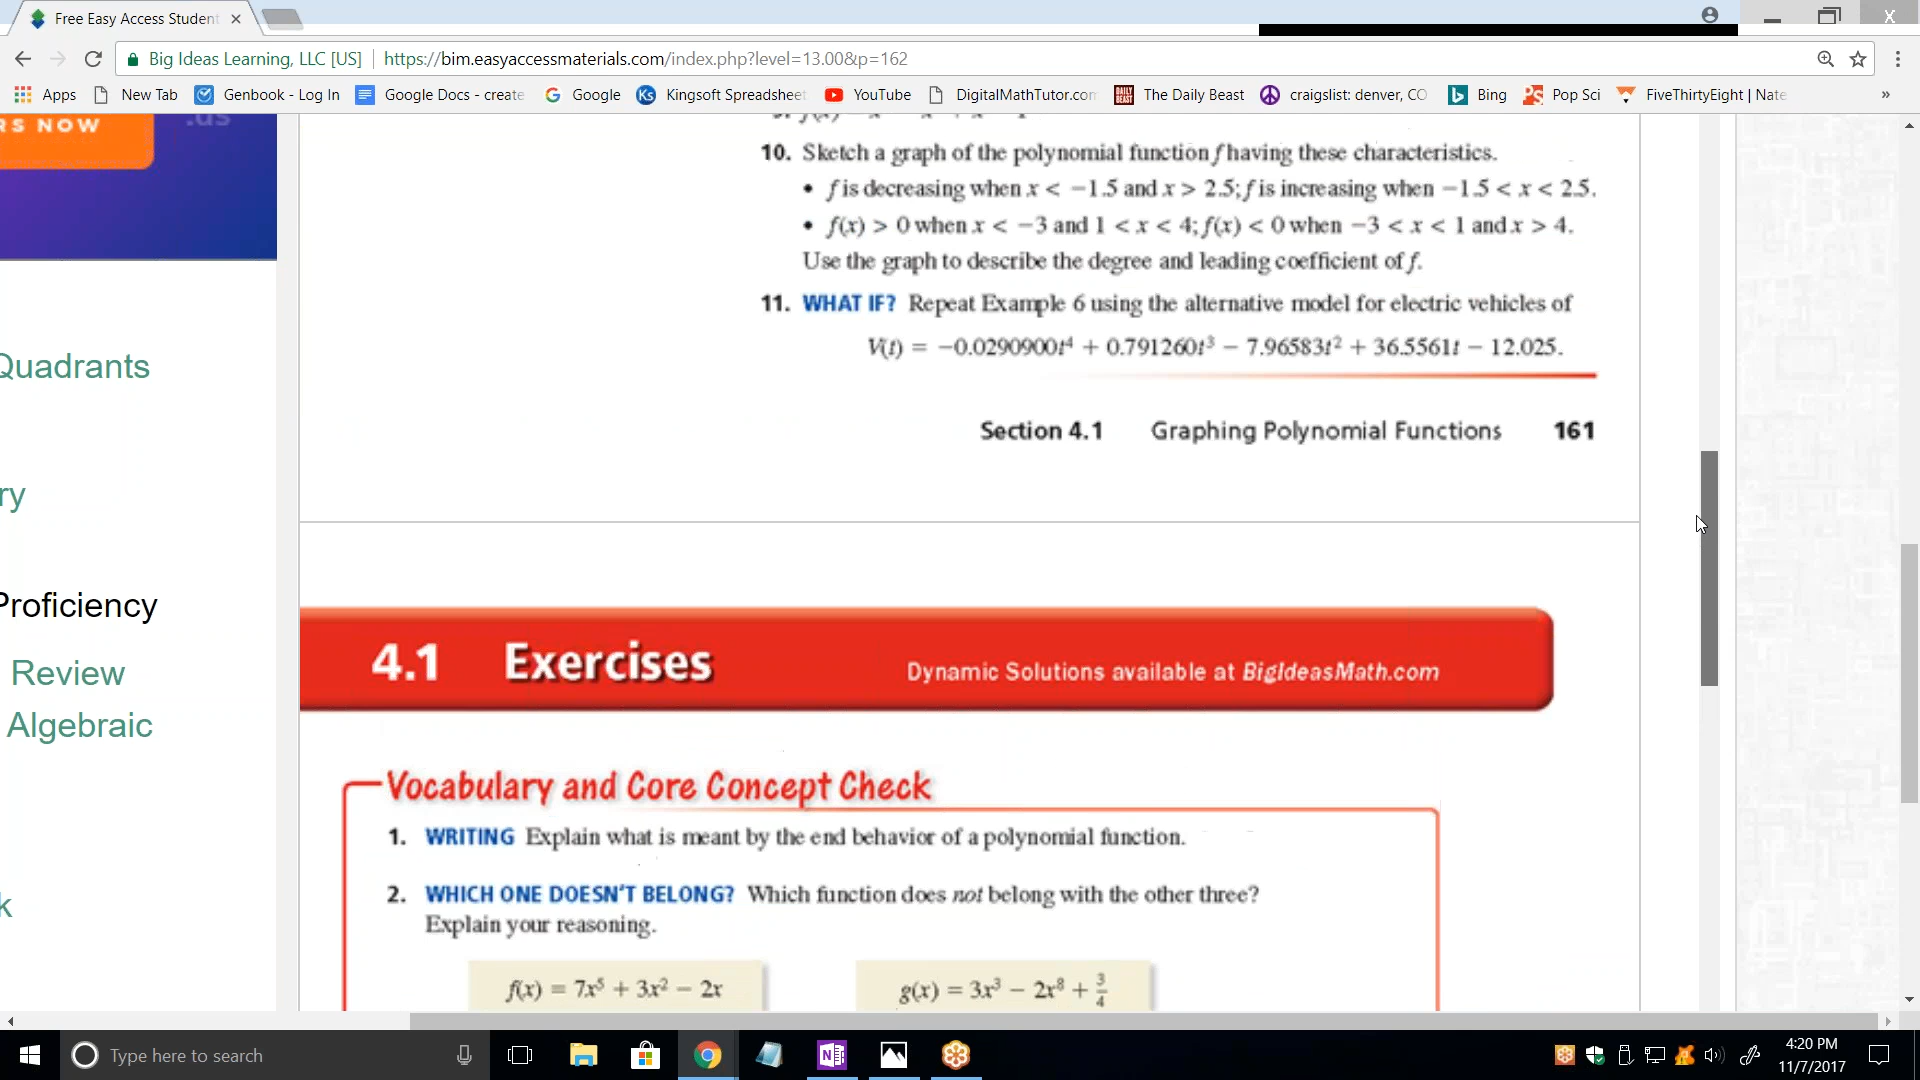 Free Easy Access Student
Big Ideas Learning, LLC [US] https://bim.easyaccessmaterials.com/index.php?level=13.00&p=162
Apps New Tab Genbook - Log In Google Docs - create Google Ks Kingsoft Spreadsheet YouTube DigitalMathTutor.com The Daily Beast craigslist: denver, CO Bing Pop Sci FiveThirtyEight | Nate »
RS NOW
.us
10. Sketch a graph of the polynomial function f having these characteristics.
• f is decreasing when x < −1.5 and x > 2.5; f is increasing when −1.5 < x < 2.5.
• f(x) > 0 when x < −3 and 1 < x < 4; f(x) < 0 when −3 < x < 1 and x > 4.
Use the graph to describe the degree and leading coefficient of f.
11. WHAT IF? Repeat Example 6 using the alternative model for electric vehicles of
V(t) = −0.0290900t⁴ + 0.791260t³ − 7.96583t² + 36.5561t − 12.025.
Section 4.1 Graphing Polynomial Functions 161
Quadrants
ry
Proficiency
Review
Algebraic
k
4.1 Exercises Dynamic Solutions available at BigIdeasMath.com
Vocabulary and Core Concept Check
1. WRITING Explain what is meant by the end behavior of a polynomial function.
2. WHICH ONE DOESN'T BELONG? Which function does not belong with the other three?
Explain your reasoning.
f(x) = 7x⁵ + 3x² − 2x g(x) = 3x³ − 2x⁸ + 3/4
Type here to search
4:20 PM
11/7/2017